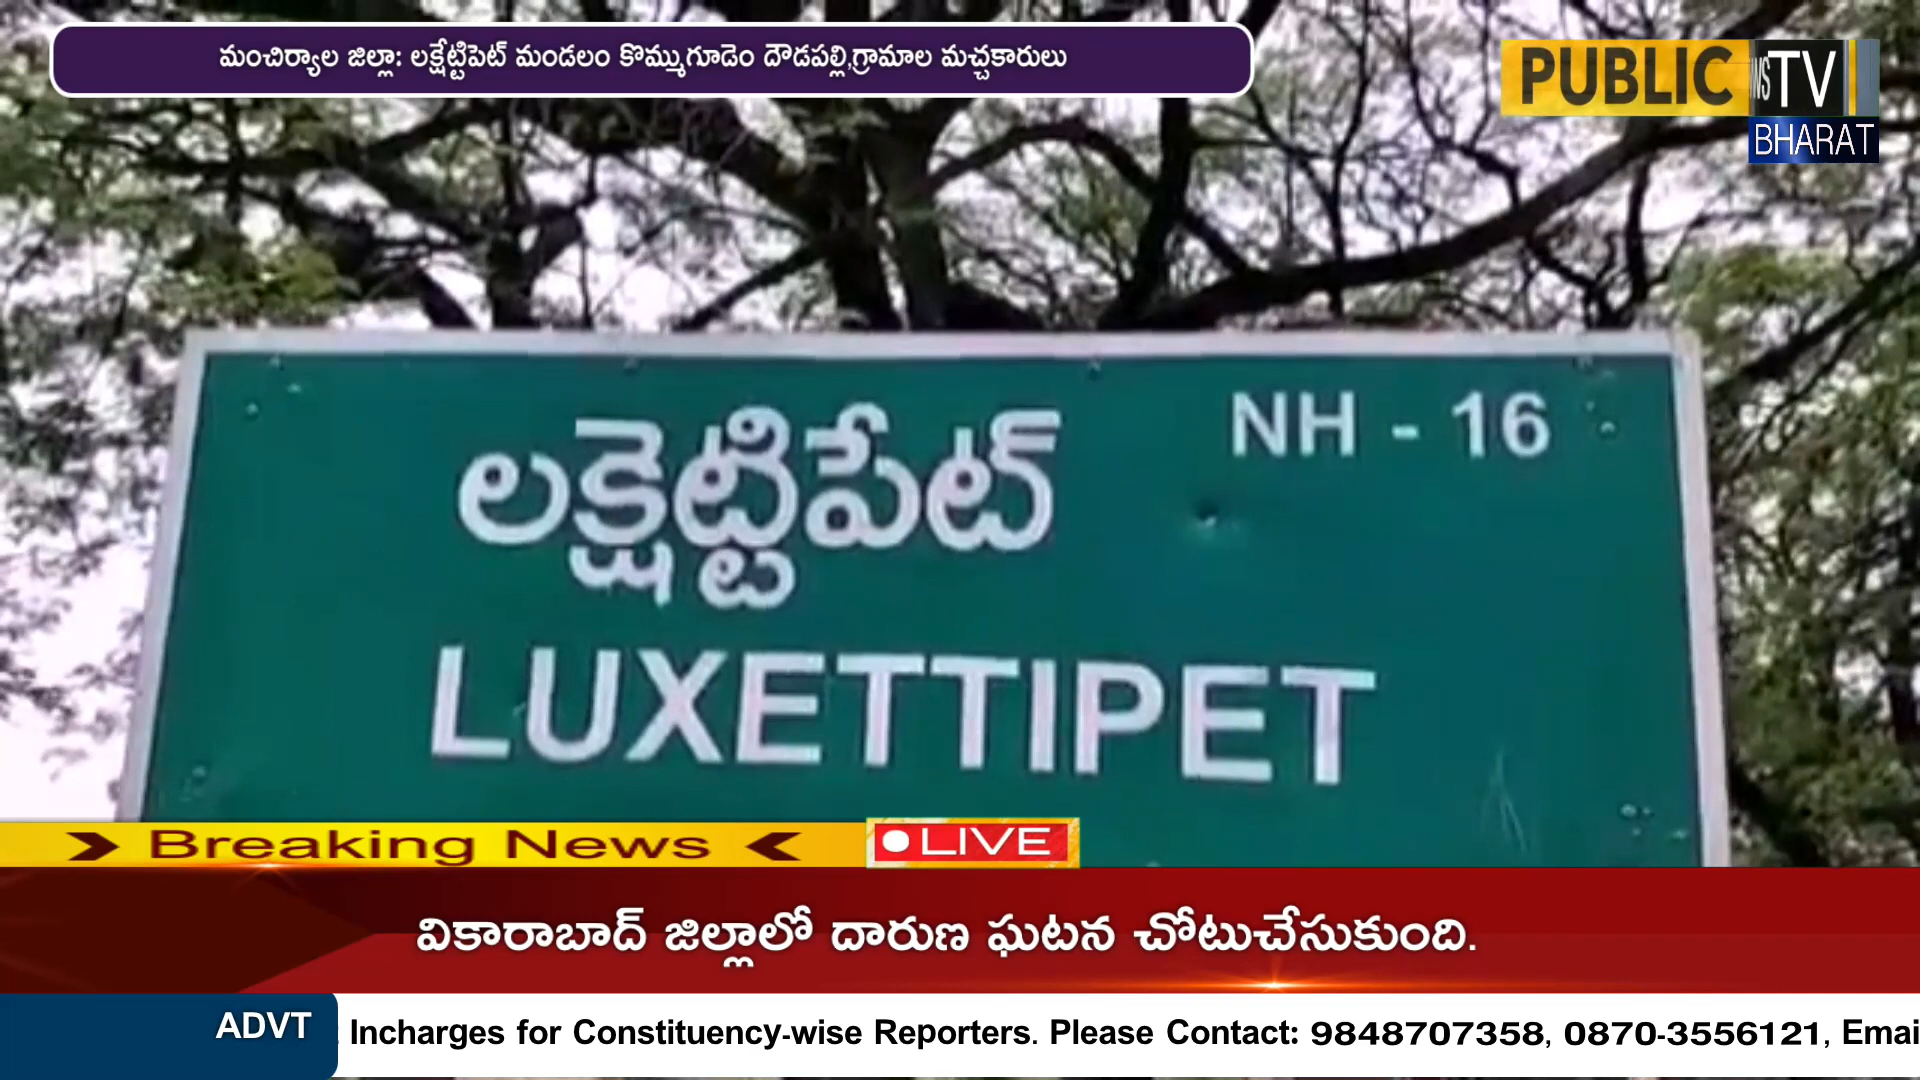 మంచిర్యాల జిల్లా: లక్షేట్టిపెట్ మండలం కొమ్ముగూడెం దౌడపల్లి,గ్రామాల మచ్చకారులు
PUBLIC
TV
BHARAT
NH - 16
లక్షెట్టిపేట్
LUXETTIPET
Breaking News
LIVE
వికారాబాద్ జిల్లాలో దారుణ ఘటన చోటుచేసుకుంది.
ADVT
Incharges for Constituency-wise Reporters. Please Contact: 9848707358, 0870-3556121, Emai